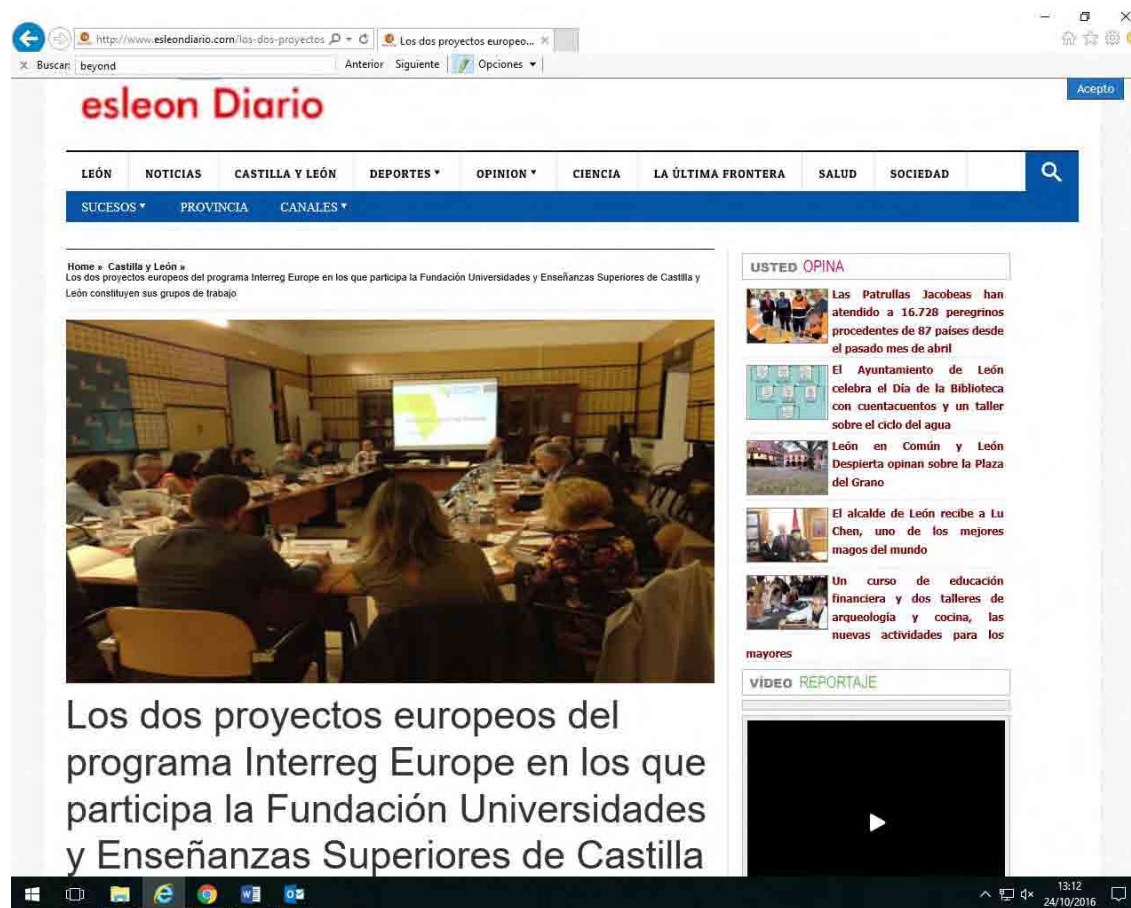 http://www.esleondiario.com/los-dos-proyectos
Los dos proyectos europeo...
Buscar: beyond
Anterior Siguiente Opciones
esleon Diario
Acepto
LEÓN NOTICIAS CASTILLA Y LEÓN DEPORTES OPINION CIENCIA LA ÚLTIMA FRONTERA SALUD SOCIEDAD
SUCESOS PROVINCIA CANALES
Home » Castilla y León »
Los dos proyectos europeos del programa Interreg Europe en los que participa la Fundación Universidades y Enseñanzas Superiores de Castilla y
León constituyen sus grupos de trabajo
Los dos proyectos europeos del
programa Interreg Europe en los que
participa la Fundación Universidades
y Enseñanzas Superiores de Castilla
USTED OPINA
Las Patrullas Jacobeas han
atendido a 16.728 peregrinos
procedentes de 87 países desde
el pasado mes de abril
El Ayuntamiento de León
celebra el Día de la Biblioteca
con cuentacuentos y un taller
sobre el ciclo del agua
León en Común y León
Despierta opinan sobre la Plaza
del Grano
El alcalde de León recibe a Lu
Chen, uno de los mejores
magos del mundo
Un curso de educación
financiera y dos talleres de
arqueología y cocina, las
nuevas actividades para los
mayores
VÍDEO REPORTAJE
13:12
24/10/2016